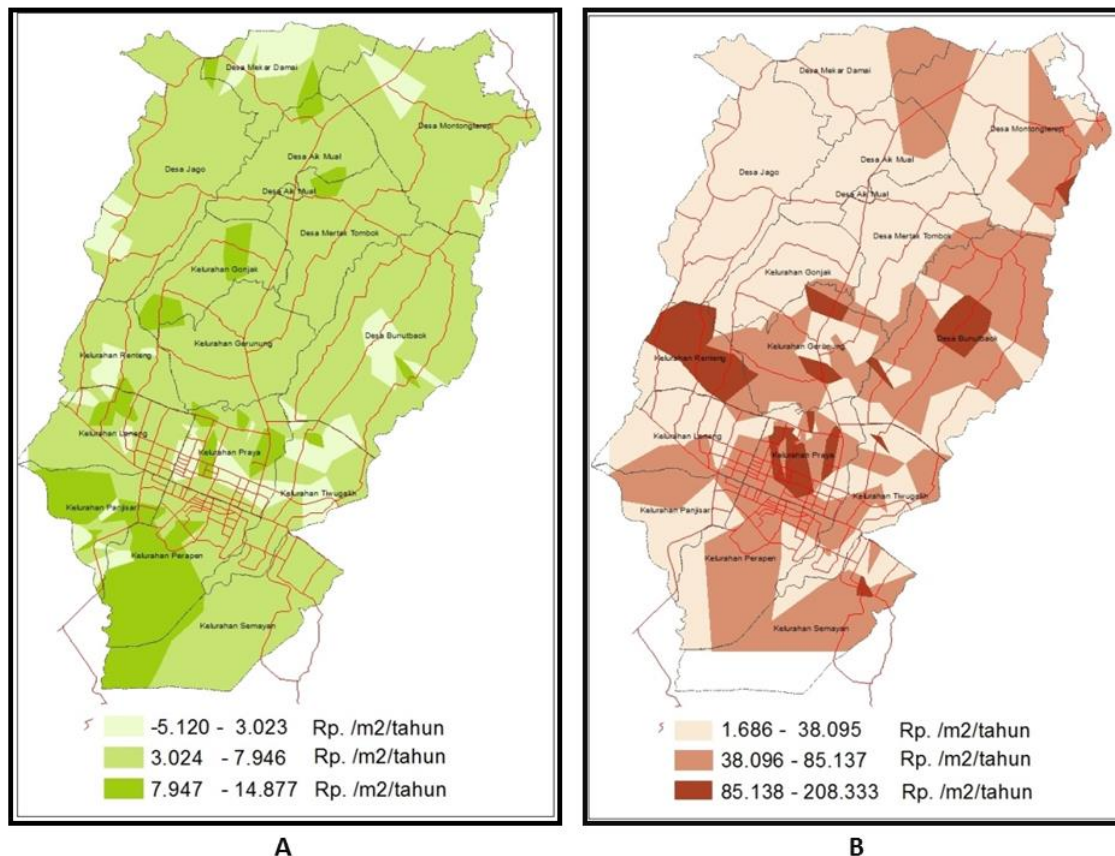 Desa Mekar Damai
Desa Montongterep
Desa Aik Mual
Desa Jago
Desa Aik Mual
Desa Mertak Tombok
Kelurahan Gonjak
Desa Bunutbaok
Kelurahan Gerunung
Kelurahan Renteng
Kelurahan Leneng
Kelurahan Praya
Kelurahan Tiwugalih
Kelurahan Panjisar
Kelurahan Perapen
Kelurahan Semayan
-5.120 - 3.023 Rp. /m2/tahun
3.024 - 7.946 Rp. /m2/tahun
7.947 - 14.877 Rp. /m2/tahun
A
Desa Mekar Damai
Desa Montongterep
Desa Aik Mual
Desa Jago
Desa Aik Mual
Desa Mertak Tombok
Kelurahan Gonjak
Desa Bunutbaok
Kelurahan Gerunung
Kelurahan Renteng
Kelurahan Leneng
Kelurahan Praya
Kelurahan Tiwugalih
Kelurahan Panjisar
Kelurahan Perapen
Kelurahan Semayan
1.686 - 38.095 Rp. /m2/tahun
38.096 - 85.137 Rp. /m2/tahun
85.138 - 208.333 Rp. /m2/tahun
B